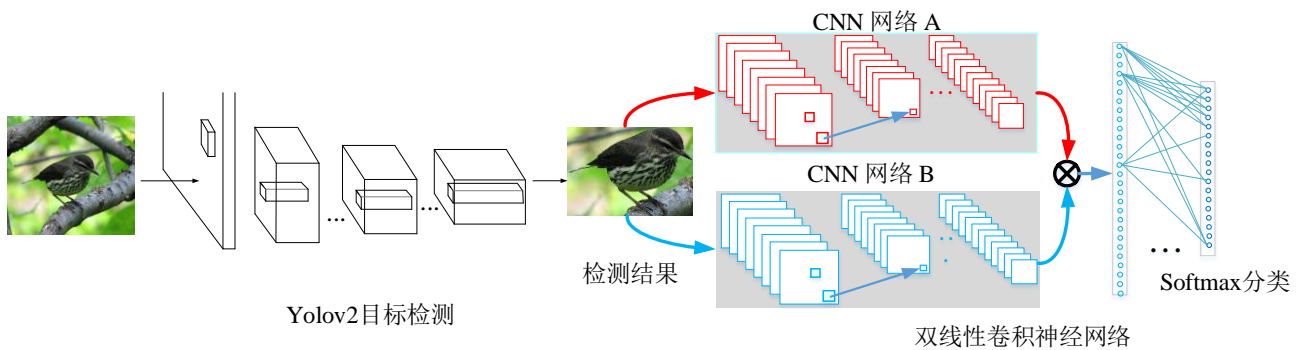 CNN 网络 A
CNN 网络 B
检测结果
Yolov2目标检测
Softmax分类
双线性卷积神经网络